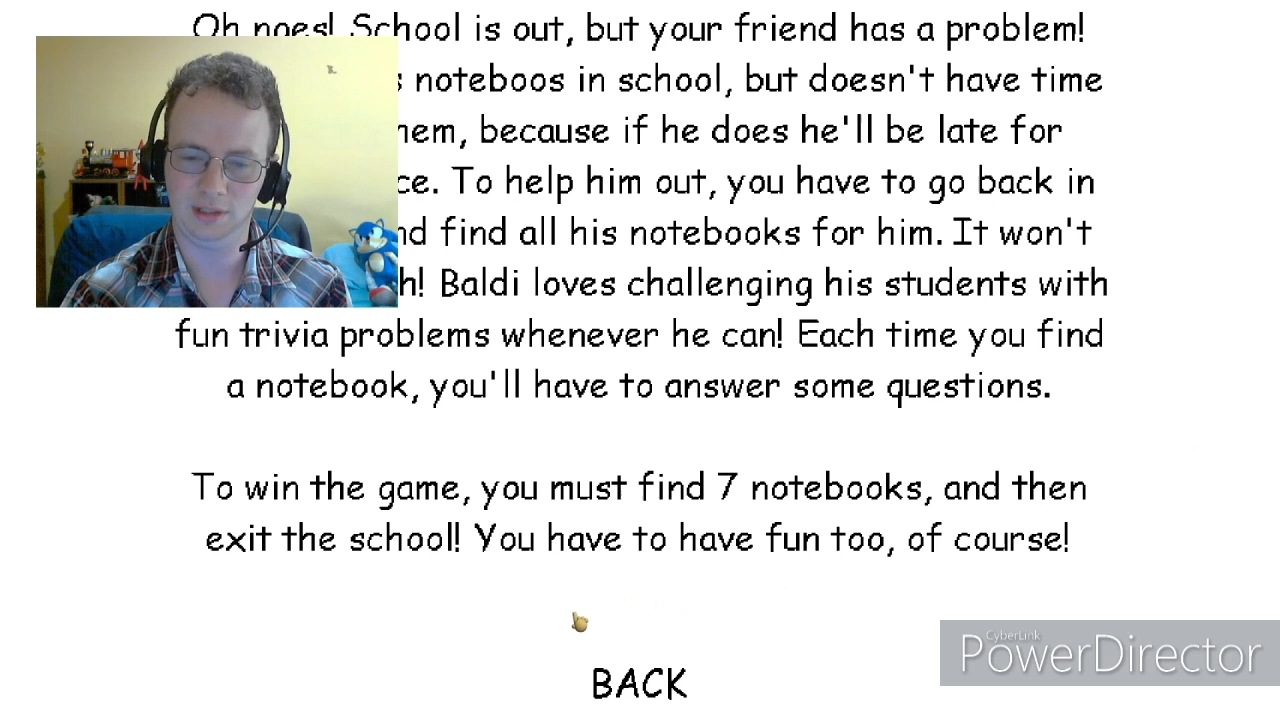 Oh noes! School is out, but your friend has a problem!
noteboos in school, but doesn't have time
because if he does he'll be late for
To help him out, you have to go back in
find all his notebooks for him. It won't
Baldi loves challenging his students with
fun trivia problems whenever he can! Each time you find
a notebook, you'll have to answer some questions.
To win the game, you must find 7 notebooks, and then
exit the school! You have to have fun too, of course!
BACK
CyberLink
PowerDirector